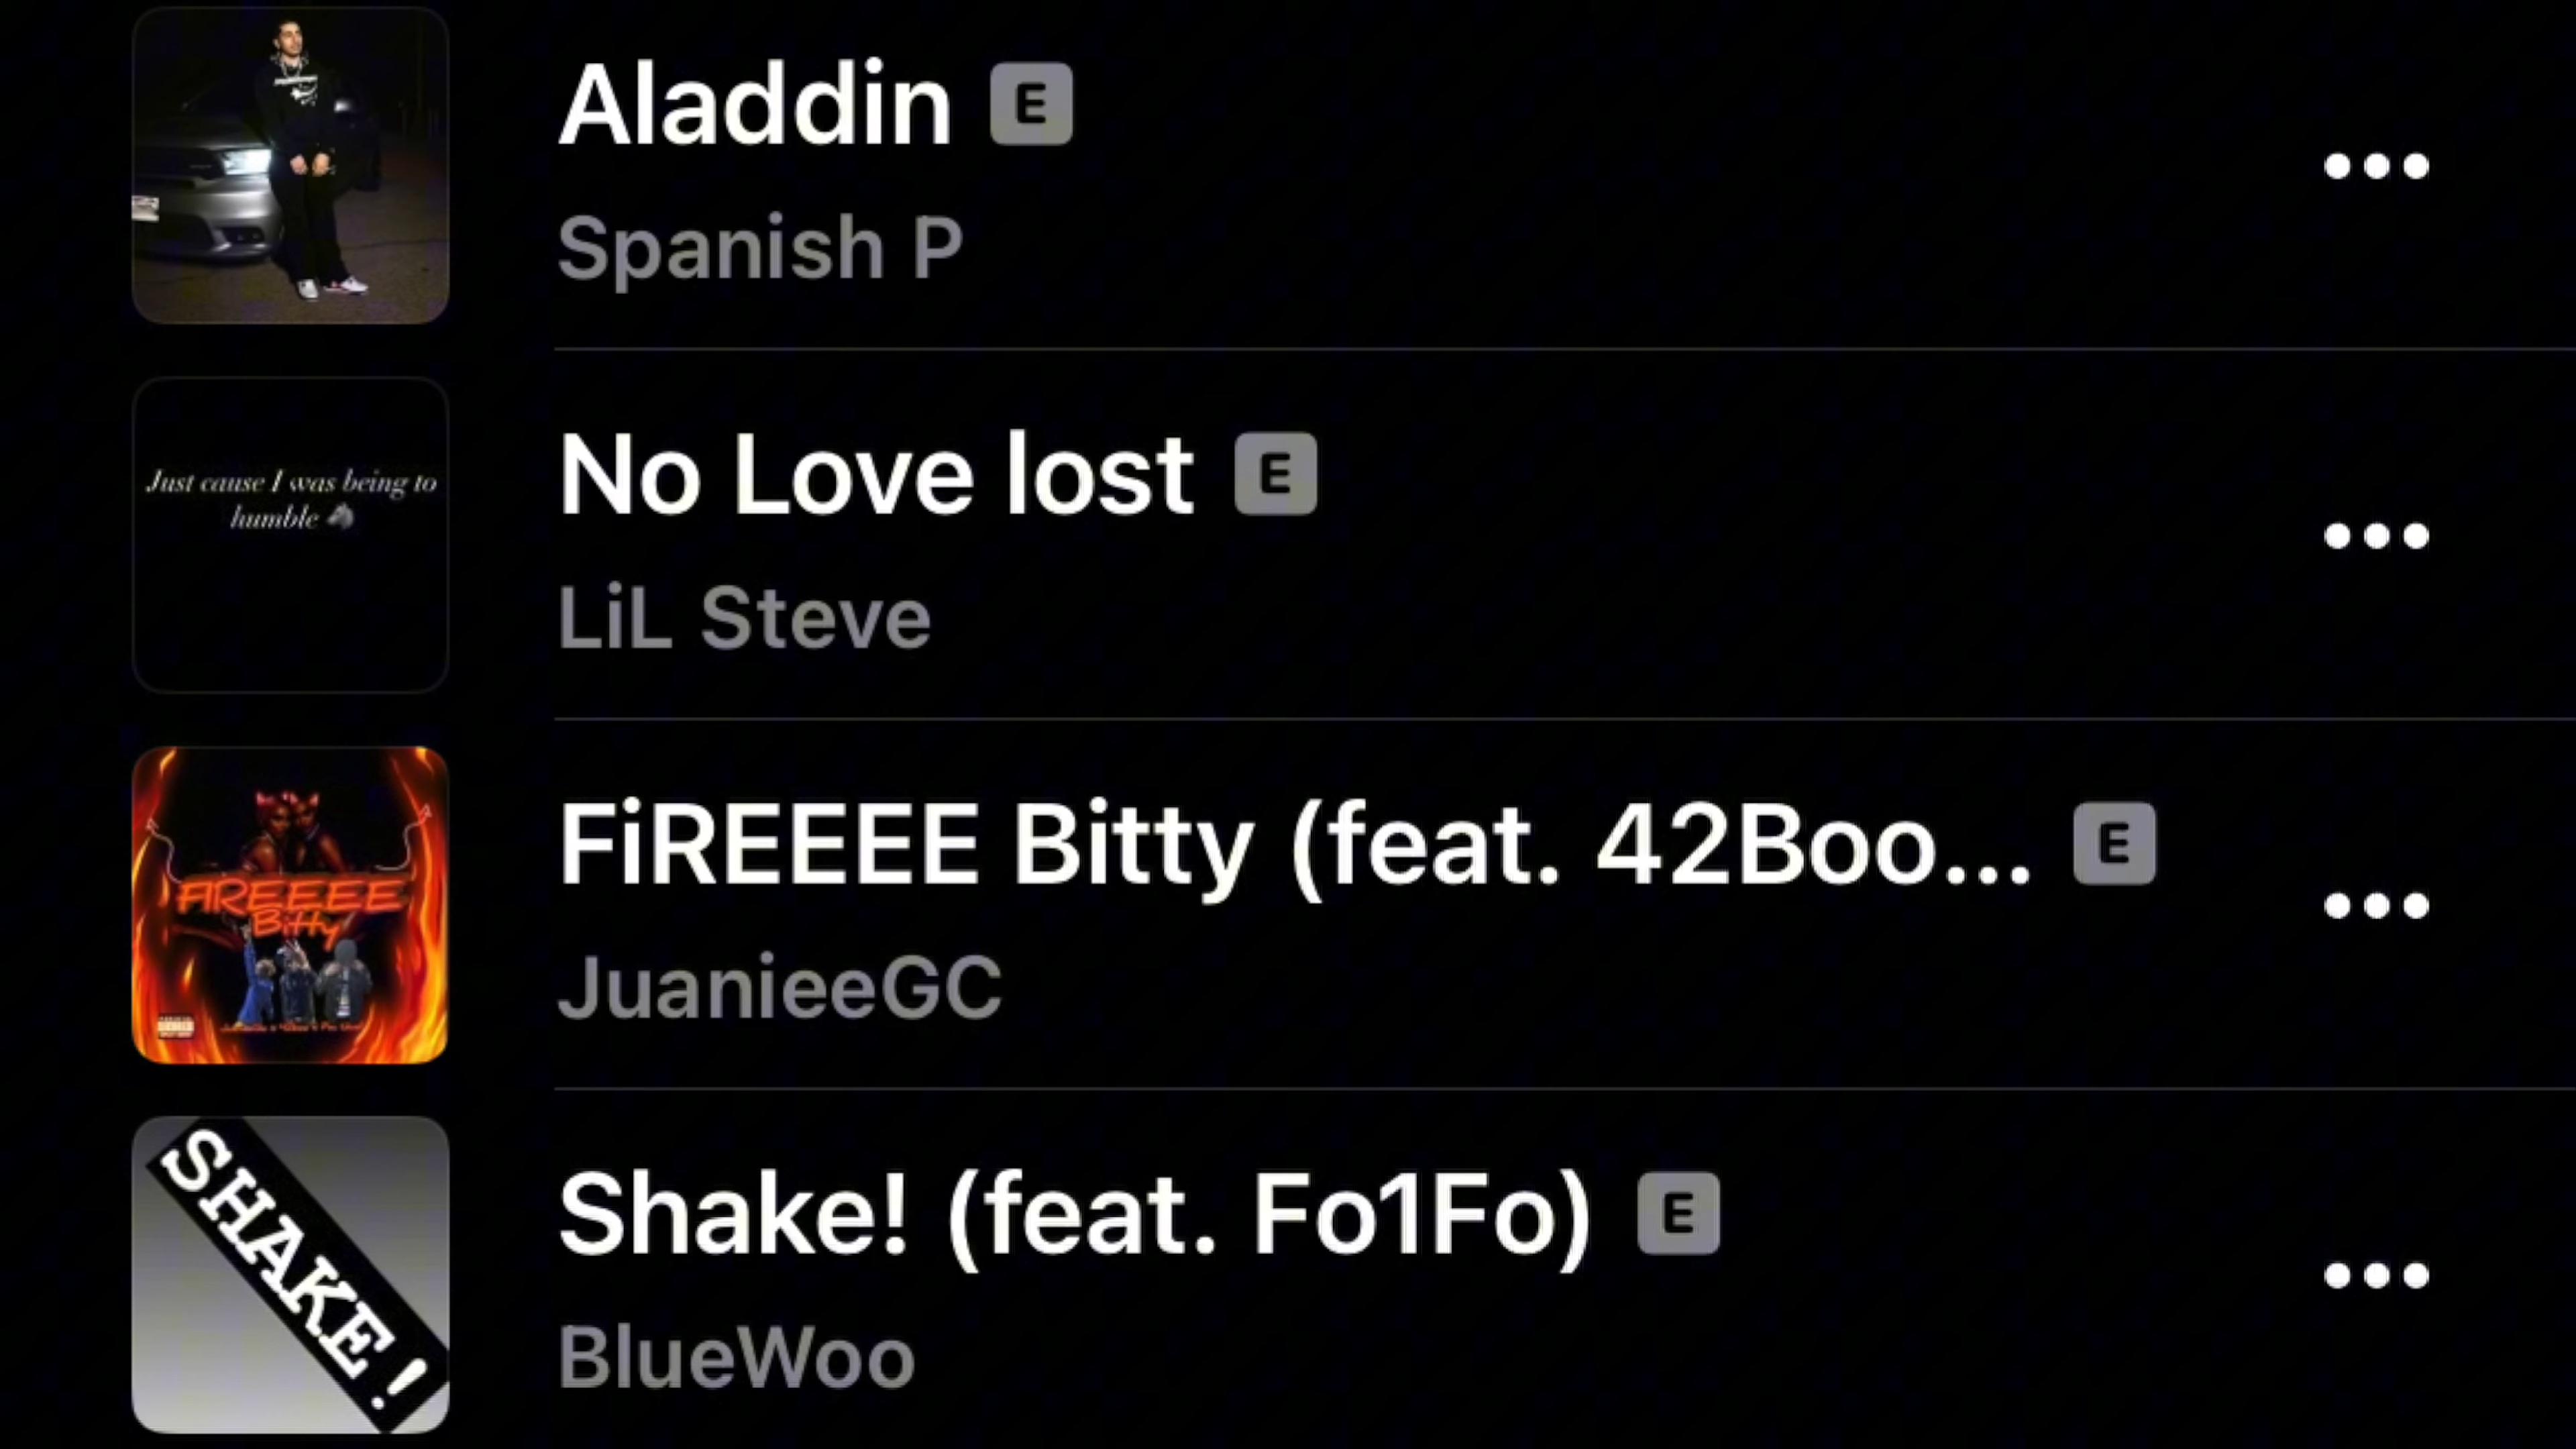 Aladdin E
Spanish P
Just cause I was being to
humble
No Love lost E
LiL Steve
FIREEEE
Bitty
FiREEEE Bitty (feat. 42Boo... E
JuanieeGC
SHAKE!
Shake! (feat. Fo1Fo) E
BlueWoo